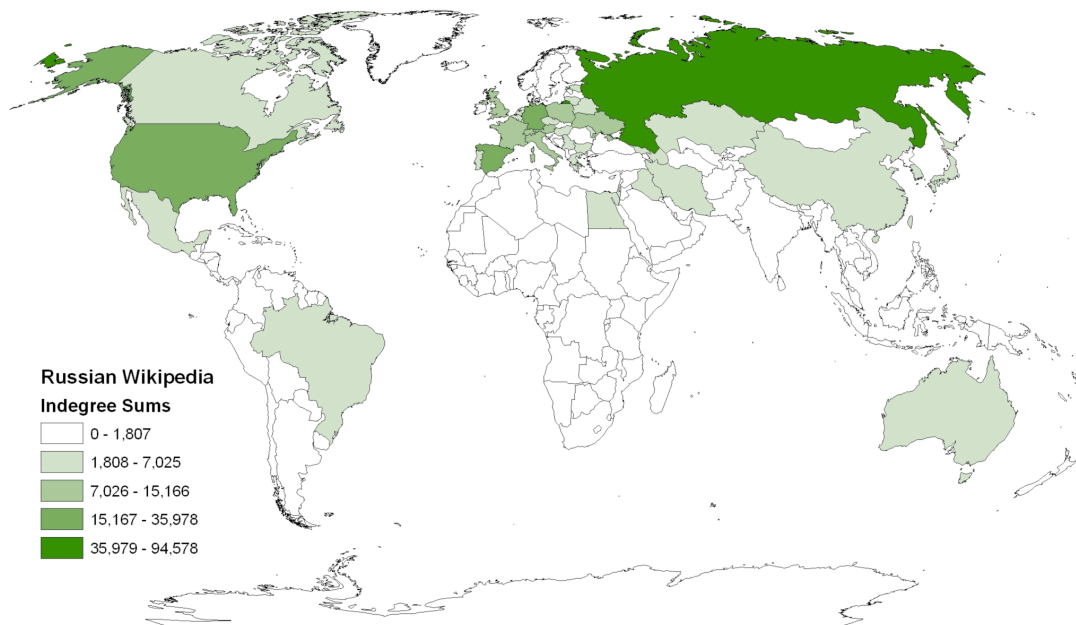 Russian Wikipedia
Indegree Sums
0 - 1,807
1,808 - 7,025
7,026 - 15,166
15,167 - 35,978
35,979 - 94,578